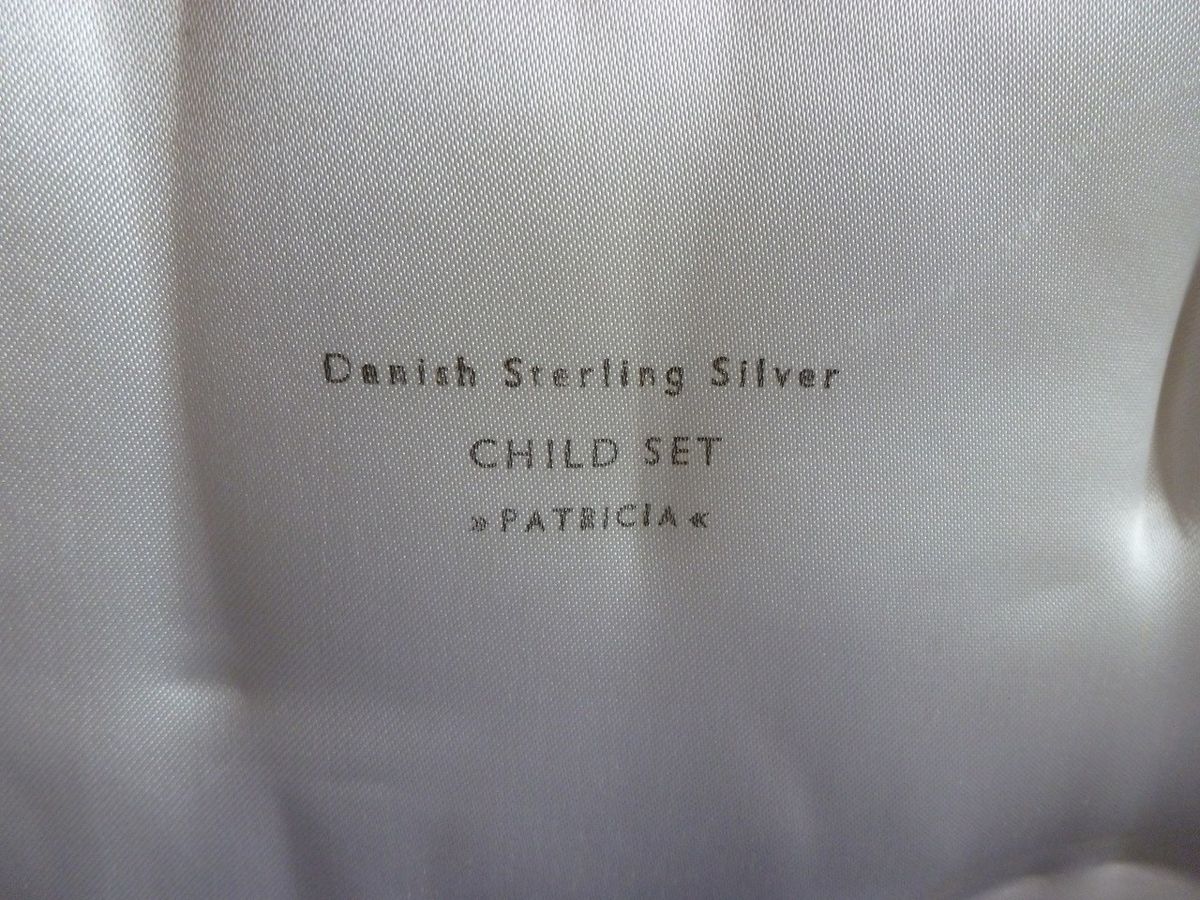 Danish Sterling Silver
CHILD SET
»PATRICIA«